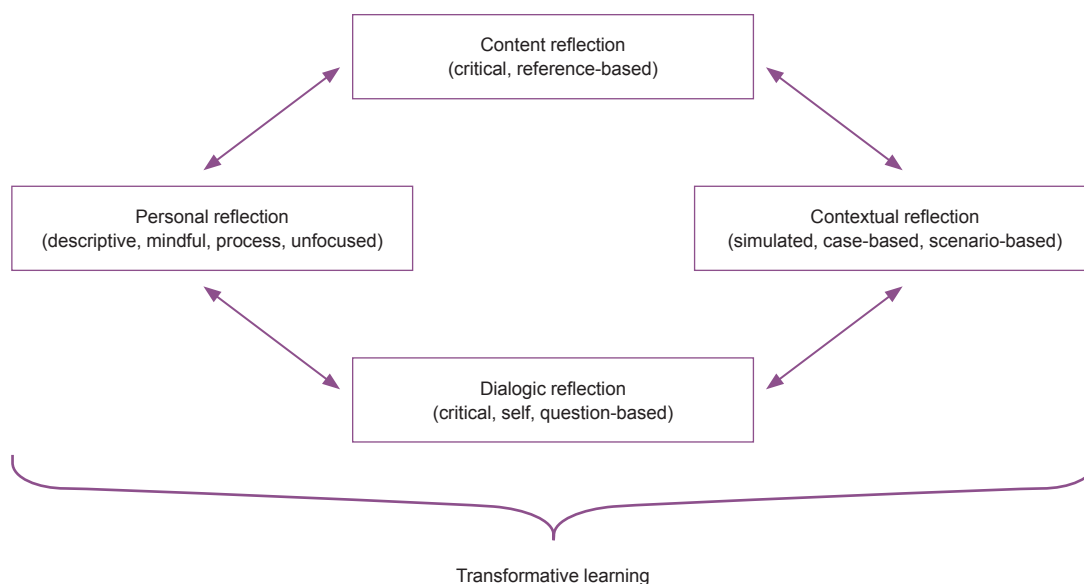 Content reflection
(critical, reference-based)
Personal reflection
(descriptive, mindful, process, unfocused)
Contextual reflection
(simulated, case-based, scenario-based)
Dialogic reflection
(critical, self, question-based)
Transformative learning